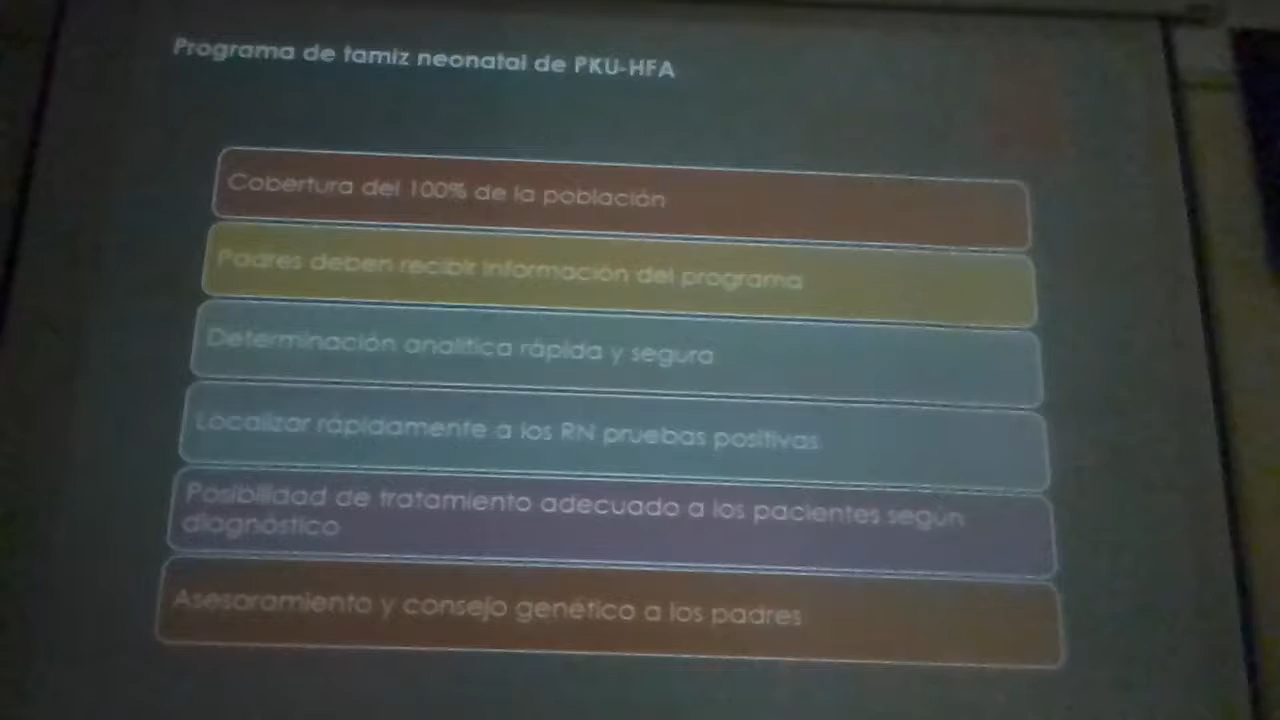 Programa de tamiz neonatal de PKU-HFA
Cobertura del 100% de la población
Padres deben recibir información del programa
Determinación analítica rápida y segura
Localizar rápidamente a los RN pruebas positivas
Posibilidad de tratamiento adecuado a los pacientes según
diagnóstico
Asesoramiento y consejo genético a los padres